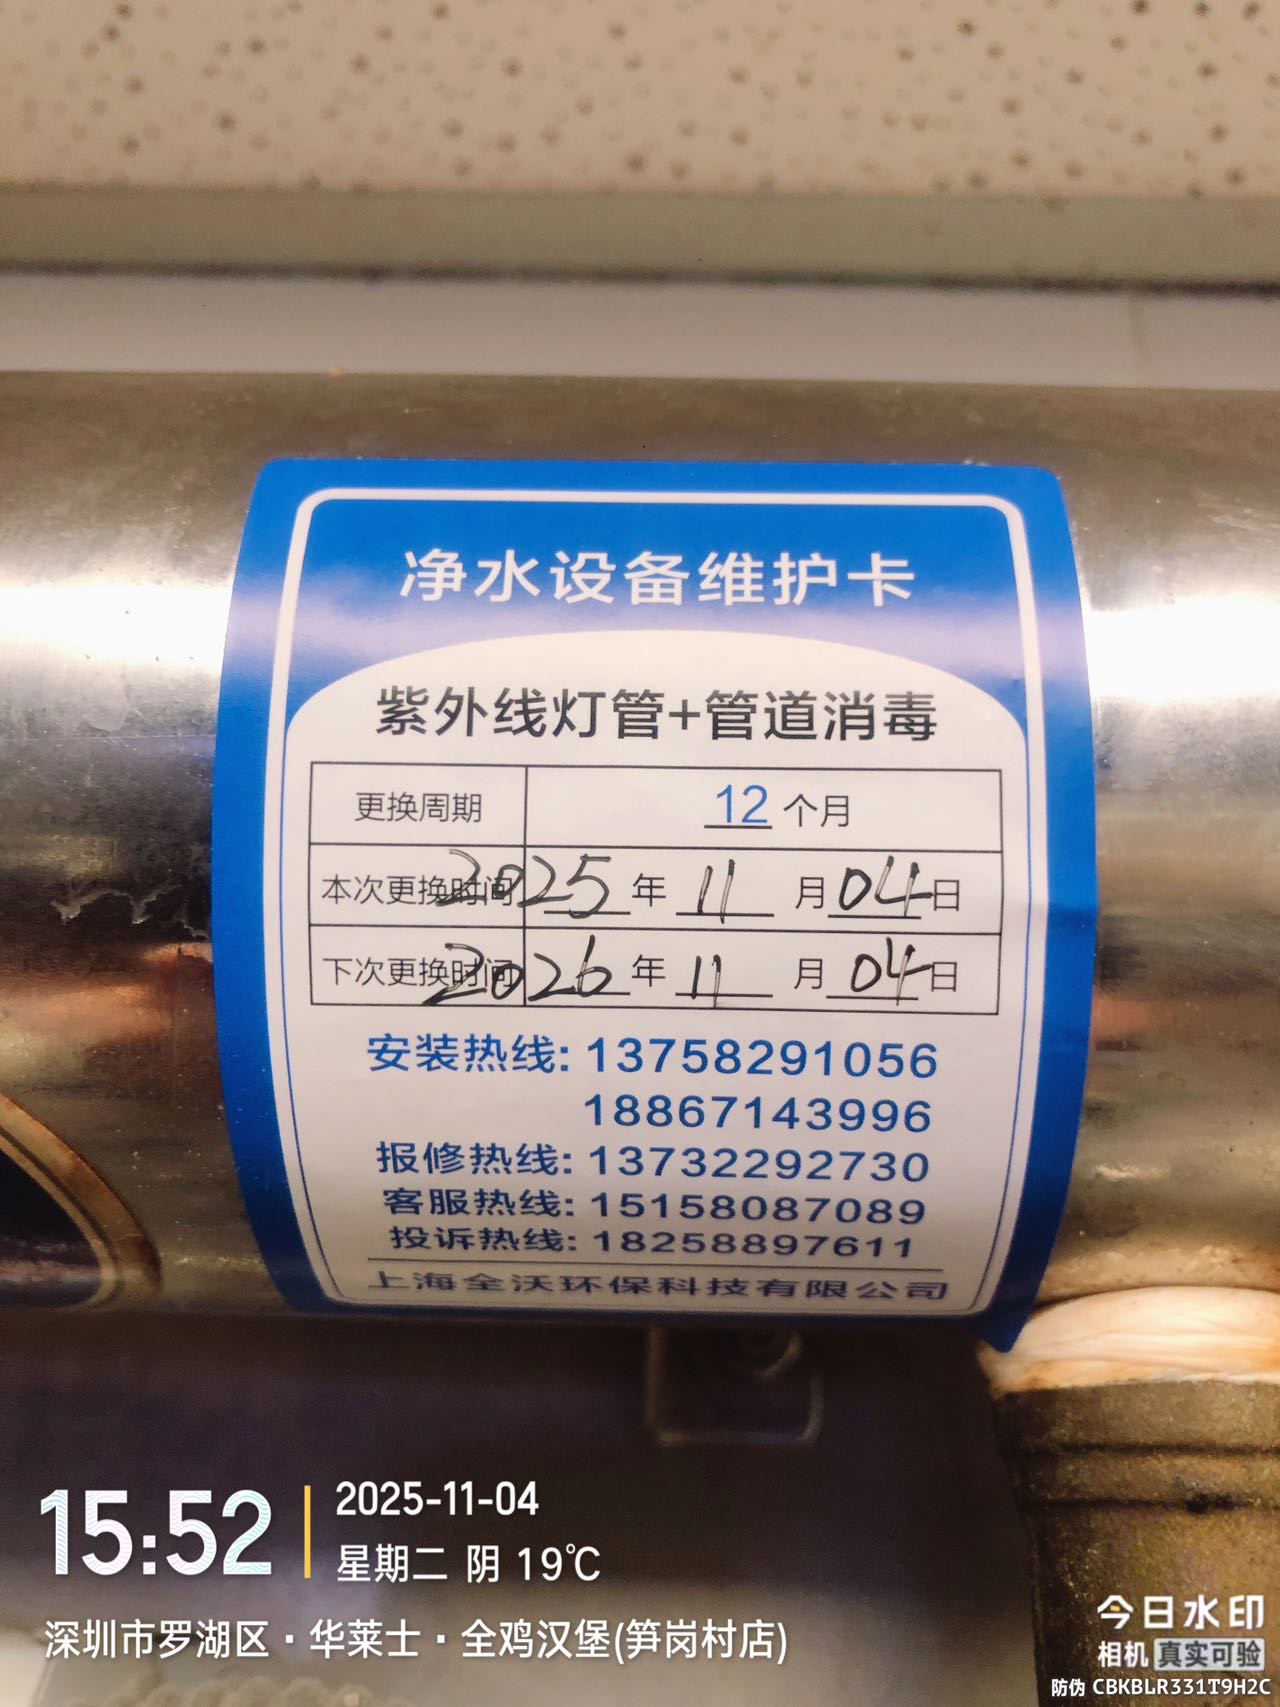 净水设备维护卡
紫外线灯管+管道消毒
更换周期 12 个月
本次更换时间 2025 年 11 月 04 日
下次更换时间 2026 年 11 月 04 日
安装热线: 13758291056
18867143996
报修热线: 13732292730
客服热线: 15158087089
投诉热线: 18258897611
上海全沃环保科技有限公司
15:52
2025-11-04
星期二 阴 19℃
深圳市罗湖区·华莱士·全鸡汉堡(笋岗村店)
今日水印
相机 真实可验
防伪 CBKBLR331T9H2C